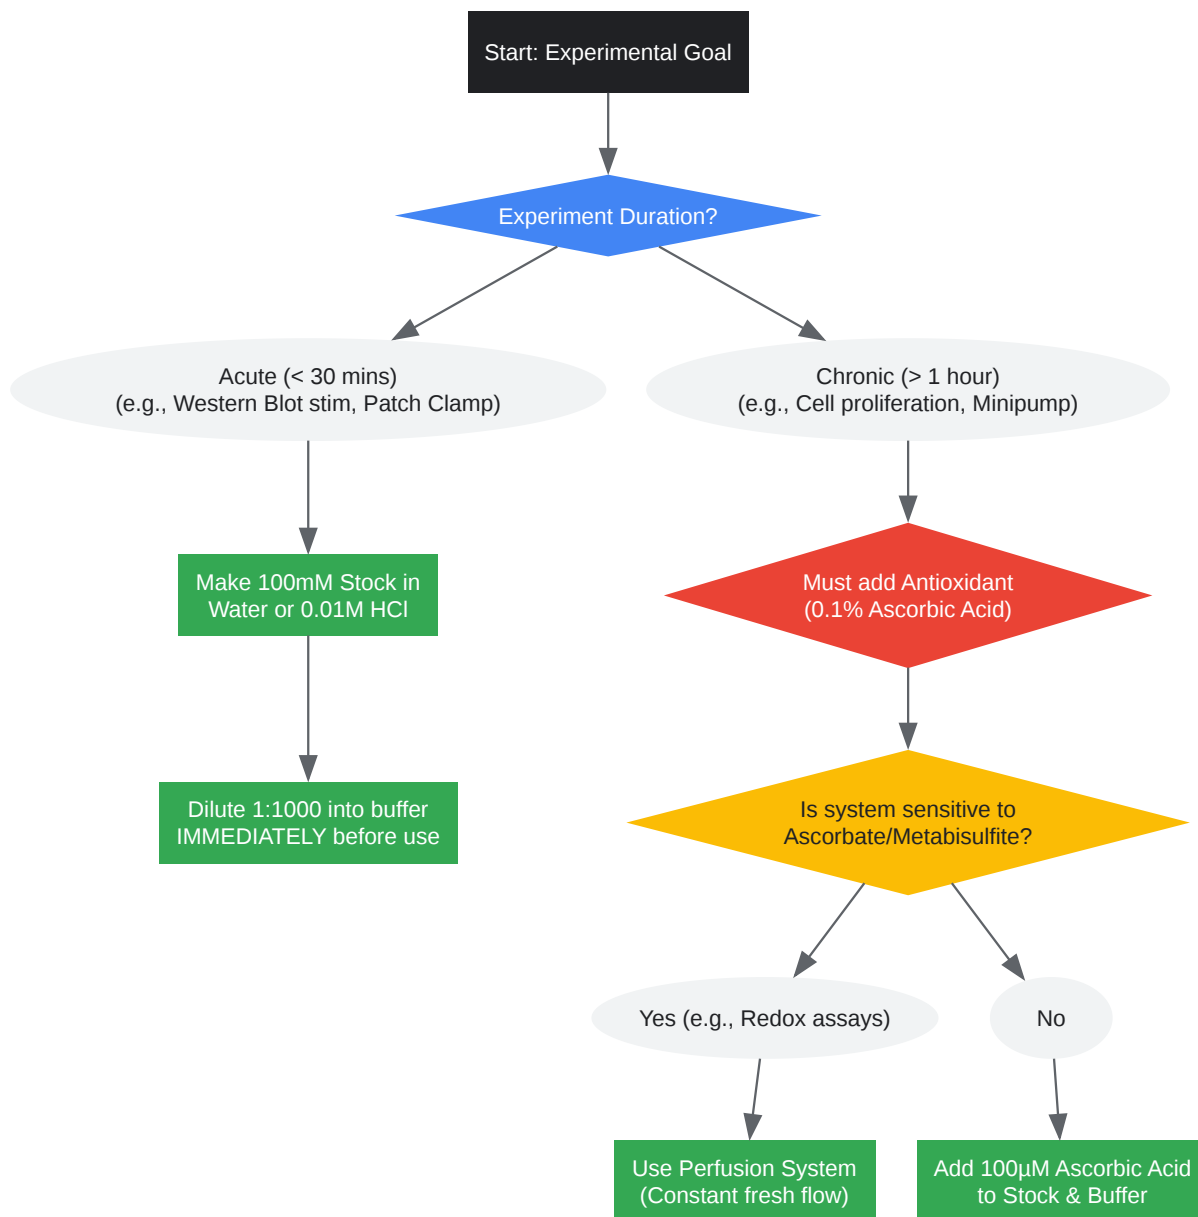 Start: Experimental Goal
Experiment Duration?
Acute (< 30 mins)
(e.g., Western Blot stim, Patch Clamp)
Chronic (> 1 hour)
(e.g., Cell proliferation, Minipump)
Make 100mM Stock in
Water or 0.01M HCl
Must add Antioxidant
(0.1% Ascorbic Acid)
Dilute 1:1000 into buffer
IMMEDIATELY before use
Is system sensitive to
Ascorbate/Metabisulfite?
Yes (e.g., Redox assays)
No
Use Perfusion System
(Constant fresh flow)
Add 100µM Ascorbic Acid
to Stock & Buffer